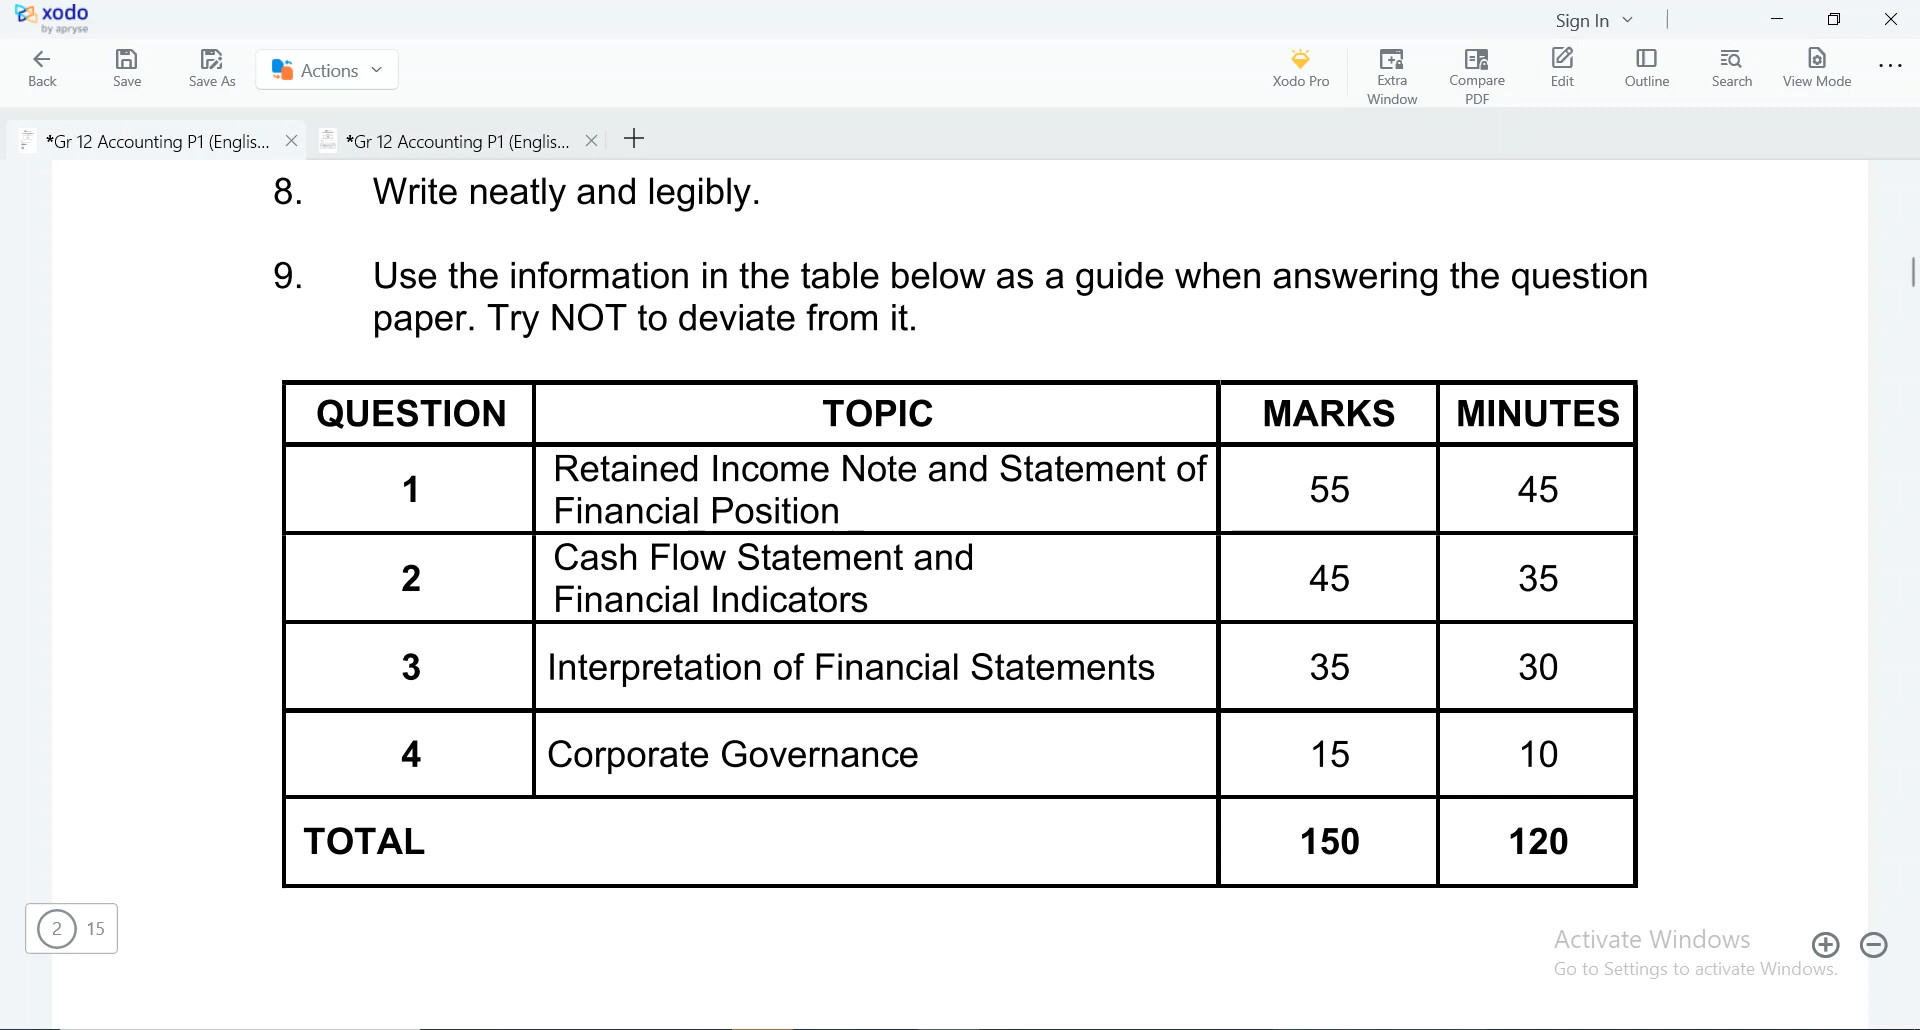 xodo
by apryse
Sign In
Back
Save
Save As
Actions
Xodo Pro
Extra Window
Compare PDF
Edit
Outline
Search
View Mode
*Gr 12 Accounting P1 (Englis...
*Gr 12 Accounting P1 (Englis...
8. Write neatly and legibly.
9. Use the information in the table below as a guide when answering the question
paper. Try NOT to deviate from it.
QUESTION TOPIC MARKS MINUTES
1 Retained Income Note and Statement of
Financial Position 55 45
2 Cash Flow Statement and
Financial Indicators 45 35
3 Interpretation of Financial Statements 35 30
4 Corporate Governance 15 10
TOTAL 150 120
2 15
Activate Windows
Go to Settings to activate Windows.